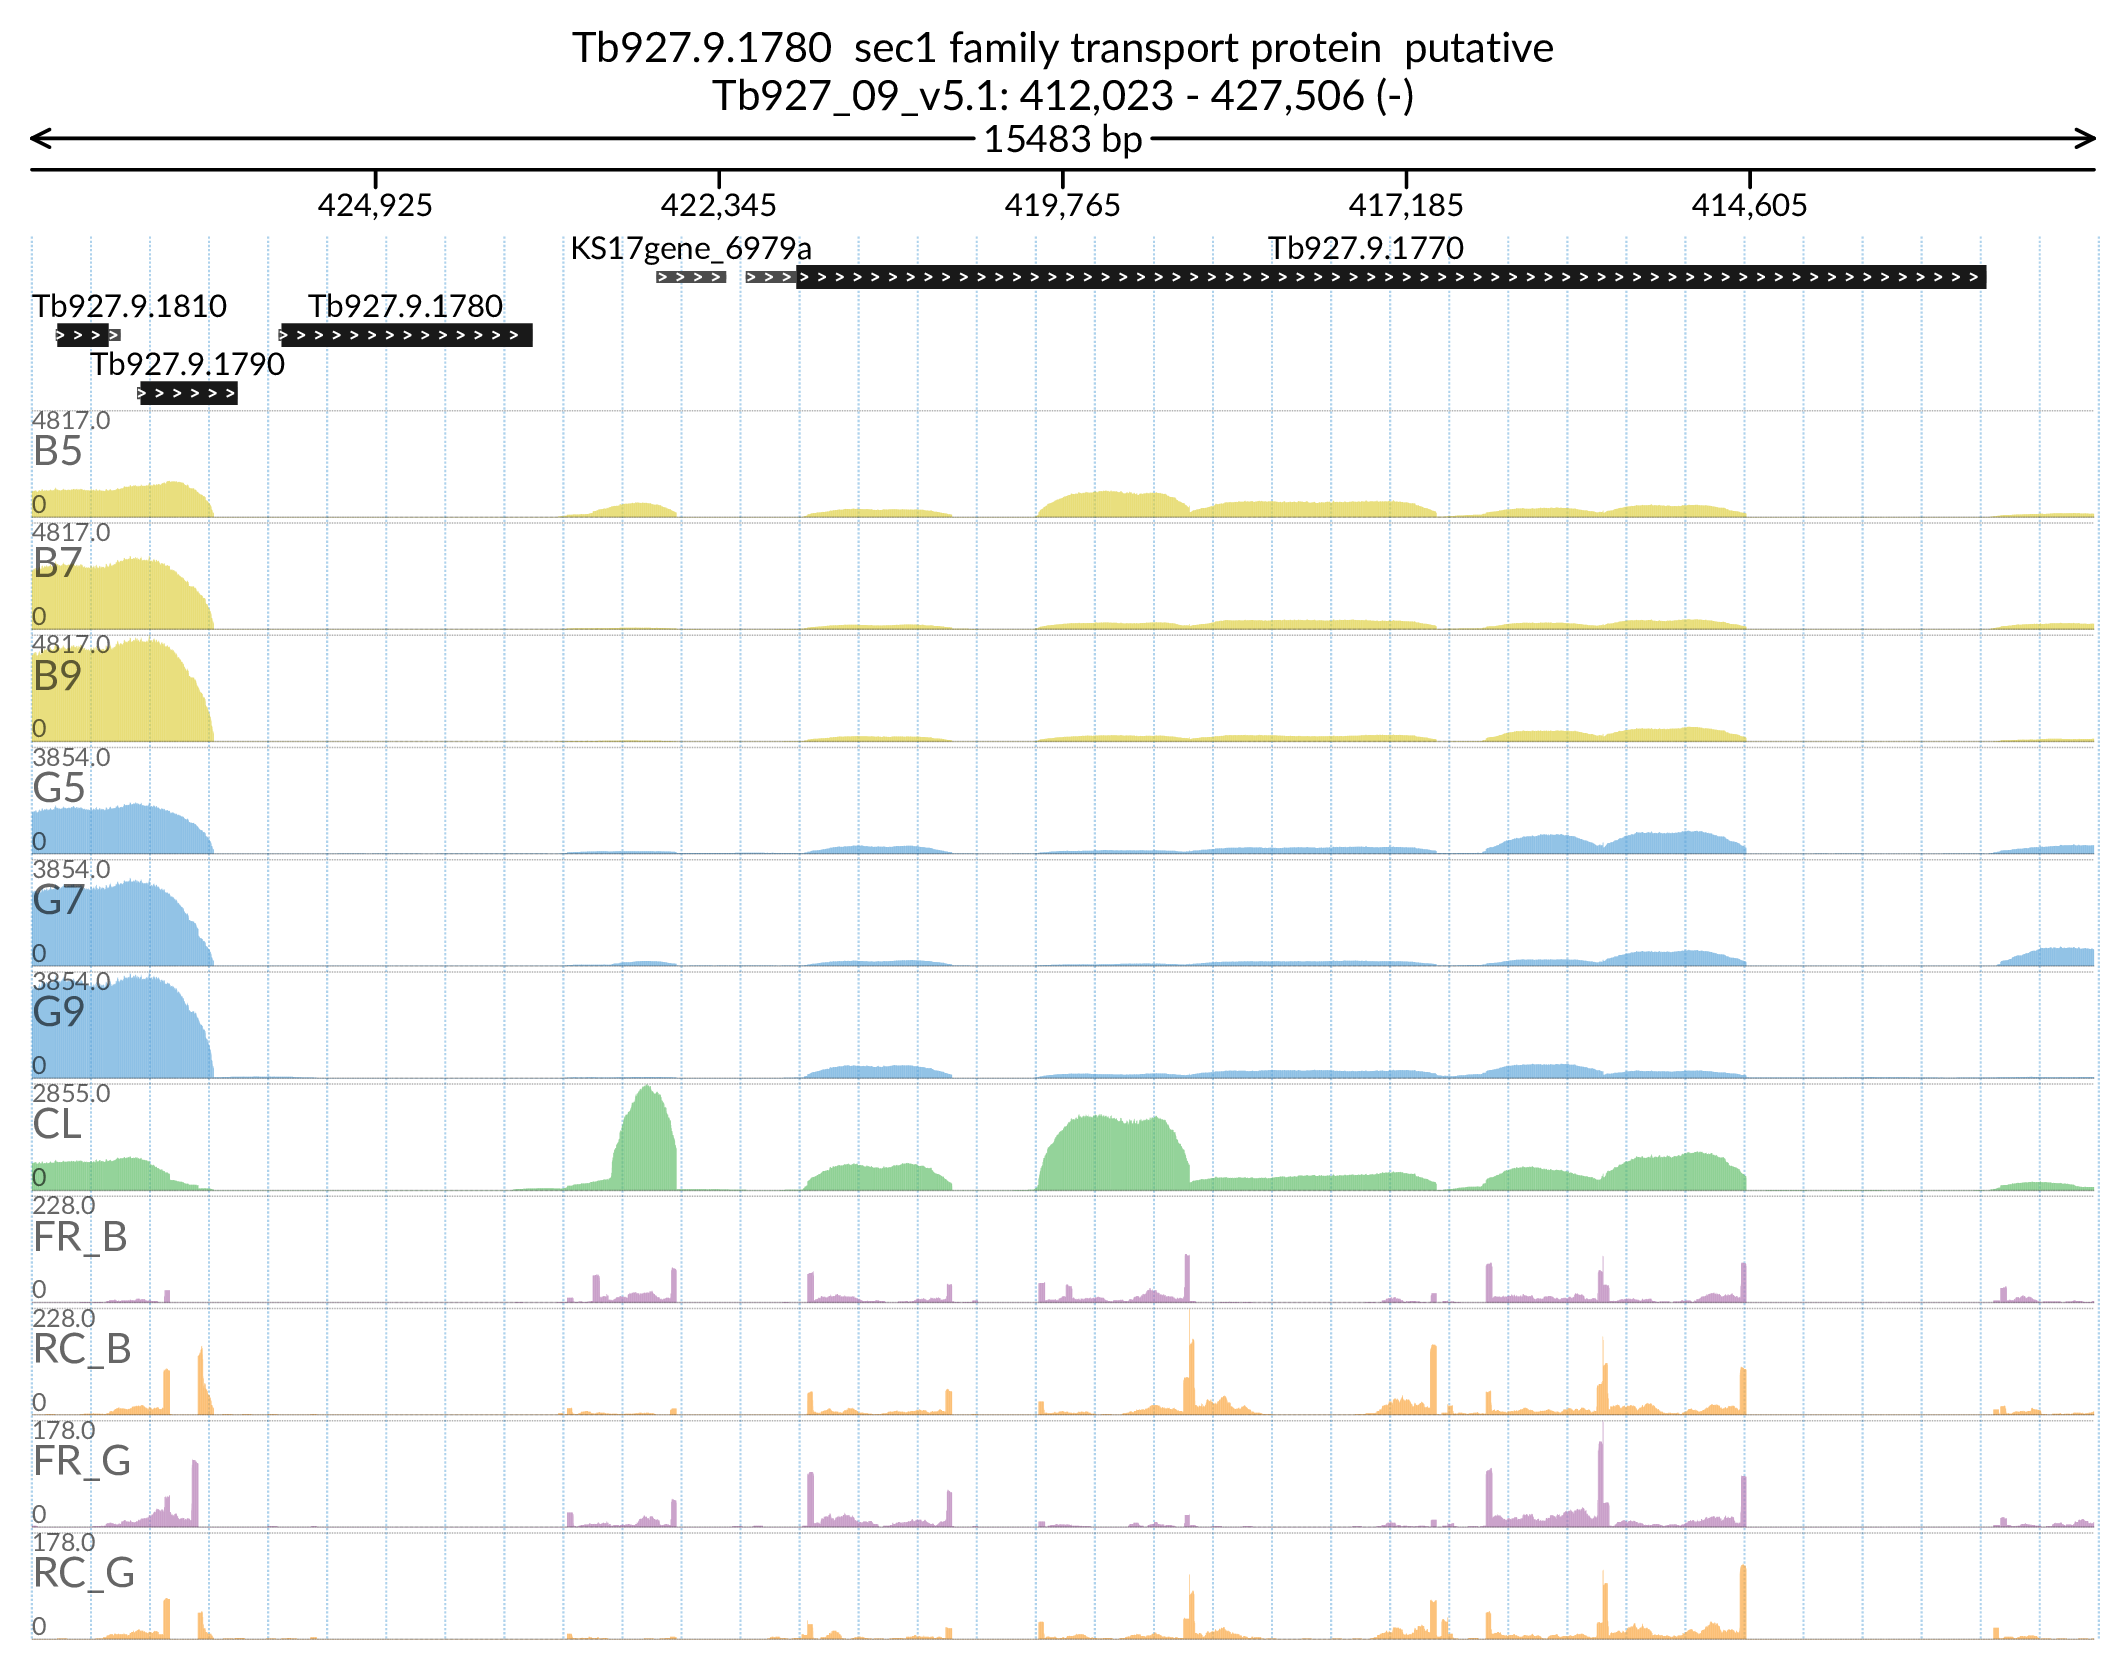 Tb927.9.1780  sec1 family transport protein  putative
Tb927_09_v5.1: 412,023 - 427,506 (-)
15483 bp
424,925 422,345 419,765 417,185 414,605
KS17gene_6979a Tb927.9.1770
Tb927.9.1810 Tb927.9.1780
Tb927.9.1790
4817.0
B5
0
4817.0
B7
0
4817.0
B9
0
3854.0
G5
0
3854.0
G7
0
3854.0
G9
0
2855.0
CL
0
228.0
FR_B
0
228.0
RC_B
0
178.0
FR_G
0
178.0
RC_G
0